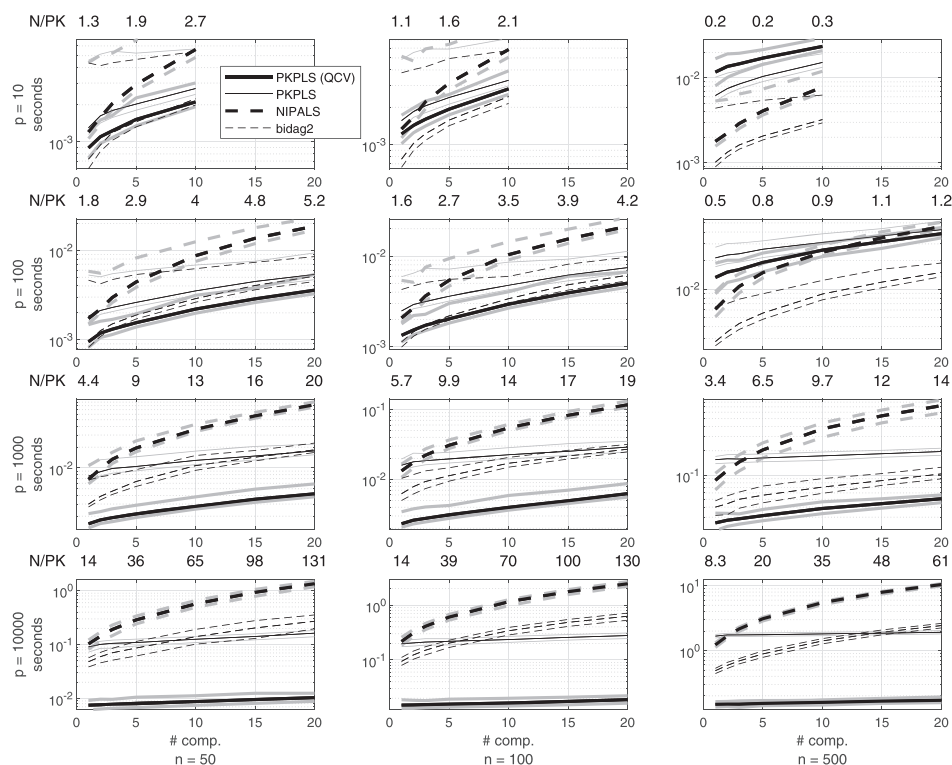 N/PK 1.3 1.9 2.7
1.1 1.6 2.1
0.2 0.2 0.3
p = 10
seconds
10⁻³
0 5 10 15 20
PKPLS (QCV)
PKPLS
NIPALS
bidag2
10⁻³
0 5 10 15 20
10⁻²
10⁻³
0 5 10 15 20
N/PK 1.8 2.9 4 4.8 5.2
1.6 2.7 3.5 3.9 4.2
0.5 0.8 0.9 1.1 1.2
p = 100
seconds
10⁻²
10⁻³
0 5 10 15 20
10⁻²
10⁻³
0 5 10 15 20
10⁻²
0 5 10 15 20
N/PK 4.4 9 13 16 20
5.7 9.9 14 17 19
3.4 6.5 9.7 12 14
p = 1000
seconds
10⁻²
0 5 10 15 20
10⁻¹
10⁻²
0 5 10 15 20
10⁻¹
0 5 10 15 20
N/PK 14 36 65 98 131
14 39 70 100 130
8.3 20 35 48 61
p = 10000
seconds
10⁰
10⁻¹
10⁻²
0 5 10 15 20
10⁰
10⁻¹
0 5 10 15 20
10¹
10⁰
0 5 10 15 20
# comp.
n = 50
# comp.
n = 100
# comp.
n = 500